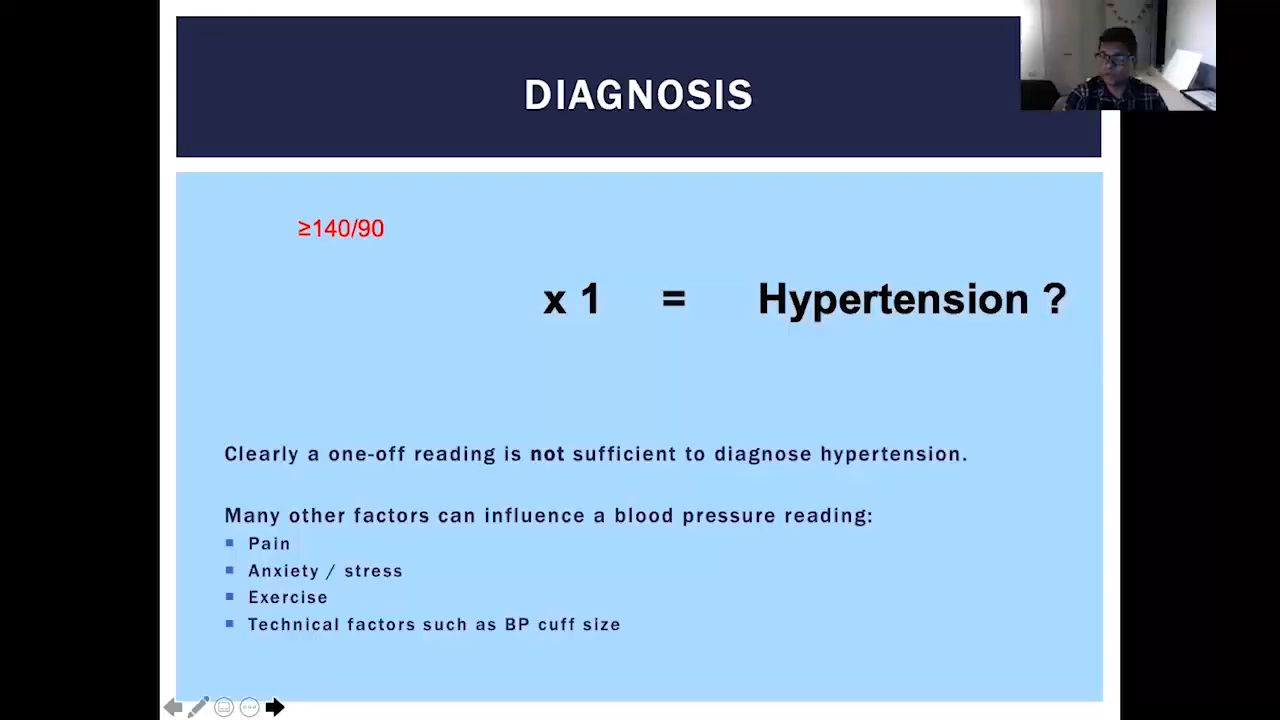 DIAGNOSIS
≥140/90
x 1 = Hypertension ?
Clearly a one-off reading is not sufficient to diagnose hypertension.
Many other factors can influence a blood pressure reading:
Pain
Anxiety / stress
Exercise
Technical factors such as BP cuff size